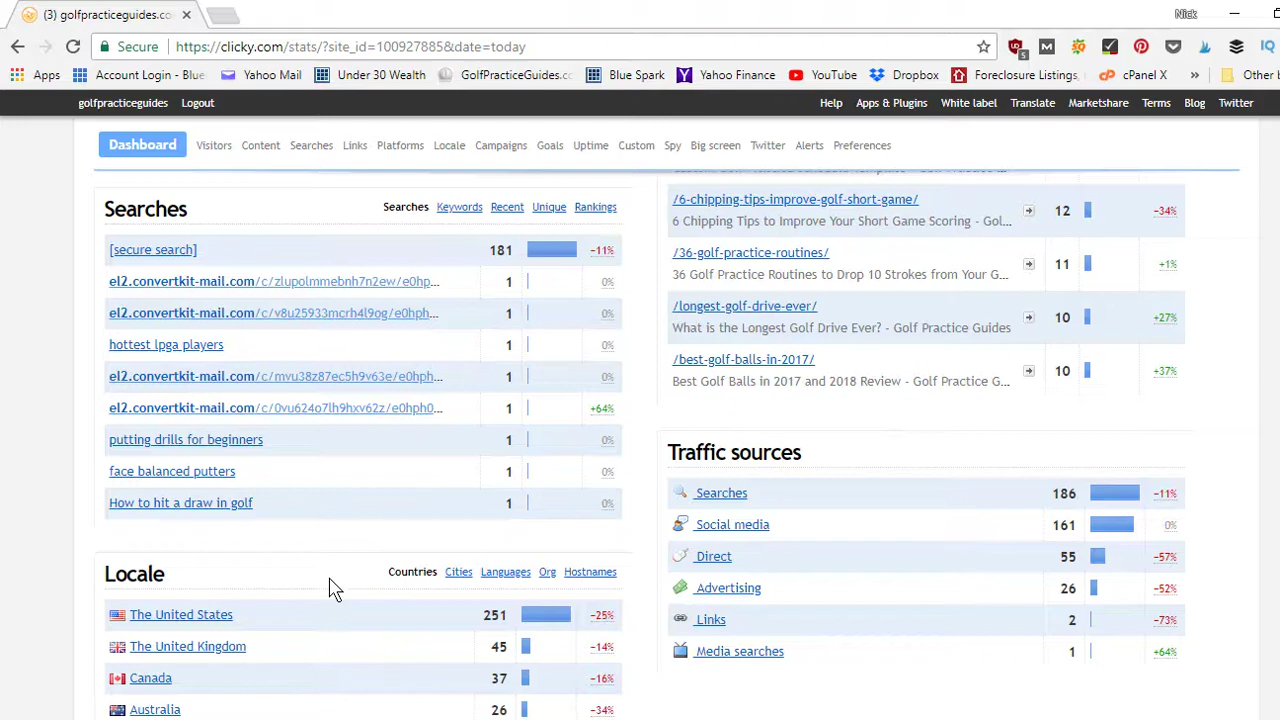 (3) golfpracticeguides.co
Nick
Secure
https://clicky.com/stats/?site_id=100927885&date=today
Apps
Account Login - Blue
Yahoo Mail
Under 30 Wealth
GolfPracticeGuides.cc
Blue Spark
Yahoo Finance
YouTube
Dropbox
Foreclosure Listings,
cPanel X
»
Other b
golfpracticeguides
Logout
Help
Apps & Plugins
White label
Translate
Marketshare
Terms
Blog
Twitter
Dashboard
Visitors
Content
Searches
Links
Platforms
Locale
Campaigns
Goals
Uptime
Custom
Spy
Big screen
Twitter
Alerts
Preferences
Searches
Searches Keywords Recent Unique Rankings
[secure search] 181 -11%
el2.convertkit-mail.com/c/zlupolmmebnh7n2ew/e0hp... 1 0%
el2.convertkit-mail.com/c/v8u25933mcrh4l9og/e0hph... 1 0%
hottest lpga players 1 0%
el2.convertkit-mail.com/c/mvu38z87ec5h9v63e/e0hph... 1 0%
el2.convertkit-mail.com/c/0vu624o7lh9hxv62z/e0hph0... 1 +64%
putting drills for beginners 1 0%
face balanced putters 1 0%
How to hit a draw in golf 1 0%
Locale
Countries Cities Languages Org Hostnames
The United States 251 -25%
The United Kingdom 45 -14%
Canada 37 -16%
Australia 26 -34%
/6-chipping-tips-improve-golf-short-game/
6 Chipping Tips to Improve Your Short Game Scoring - Gol... 12 -34%
/36-golf-practice-routines/
36 Golf Practice Routines to Drop 10 Strokes from Your G... 11 +1%
/longest-golf-drive-ever/
What is the Longest Golf Drive Ever? - Golf Practice Guides 10 +27%
/best-golf-balls-in-2017/
Best Golf Balls in 2017 and 2018 Review - Golf Practice G... 10 +37%
Traffic sources
Searches 186 -11%
Social media 161 0%
Direct 55 -57%
Advertising 26 -52%
Links 2 -73%
Media searches 1 +64%